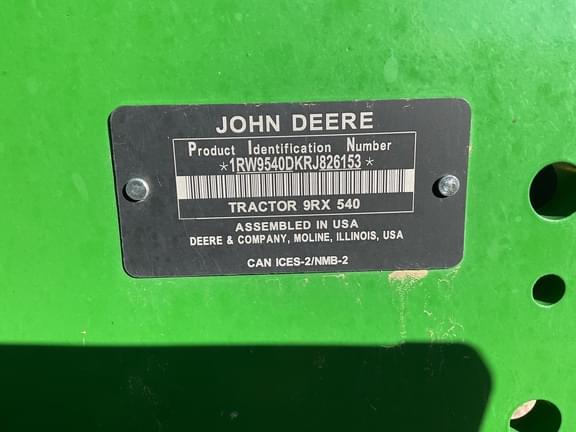 JOHN DEERE
Product Identification Number
*1RW9540DKRJ826153*
TRACTOR 9RX 540
ASSEMBLED IN USA
DEERE & COMPANY, MOLINE, ILLINOIS, USA
CAN ICES-2/NMB-2